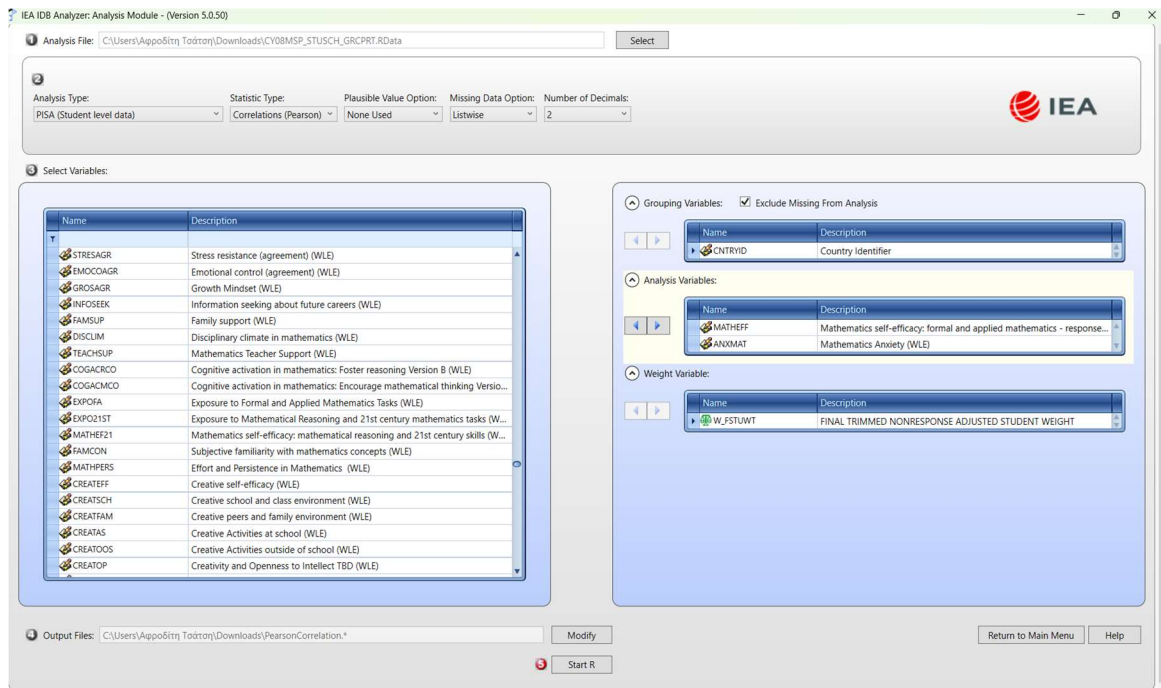 IEA IDB Analyzer: Analysis Module - (Version 5.0.50)
1 Analysis File: C:\Users\Αφροδίτη Τσάτση\Downloads\CY08MSP_STUSCH_GRCPRT.RData Select
2
Analysis Type: Statistic Type: Plausible Value Option: Missing Data Option: Number of Decimals:
PISA (Student level data) Correlations (Pearson) None Used Listwise 2
IEA
3 Select Variables:
Name Description
STRESAGR Stress resistance (agreement) (WLE)
EMOCOAGR Emotional control (agreement) (WLE)
GROSAGR Growth Mindset (WLE)
INFOSEEK Information seeking about future careers (WLE)
FAMSUP Family support (WLE)
DISCLIM Disciplinary climate in mathematics (WLE)
TEACHSUP Mathematics Teacher Support (WLE)
COGACRCO Cognitive activation in mathematics: Foster reasoning Version B (WLE)
COGACMCO Cognitive activation in mathematics: Encourage mathematical thinking Versio...
EXPOFA Exposure to Formal and Applied Mathematics Tasks (WLE)
EXPO21ST Exposure to Mathematical Reasoning and 21st century mathematics tasks (W...
MATHEF21 Mathematics self-efficacy: mathematical reasoning and 21st century skills (W...
FAMCON Subjective familiarity with mathematics concepts (WLE)
MATHPERS Effort and Persistence in Mathematics (WLE)
CREATEFF Creative self-efficacy (WLE)
CREATSCH Creative school and class environment (WLE)
CREATFAM Creative peers and family environment (WLE)
CREATAS Creative Activities at school (WLE)
CREATOOS Creative Activities outside of school (WLE)
CREATOP Creativity and Openness to Intellect TBD (WLE)
Grouping Variables: Exclude Missing From Analysis
Name Description
CNTRYID Country Identifier
Analysis Variables:
Name Description
MATHEFF Mathematics self-efficacy: formal and applied mathematics - response...
ANXMAT Mathematics Anxiety (WLE)
Weight Variable:
Name Description
W_FSTUWT FINAL TRIMMED NONRESPONSE ADJUSTED STUDENT WEIGHT
4 Output Files: C:\Users\Αφροδίτη Τσάτση\Downloads\PearsonCorrelation.* Modify
Return to Main Menu Help
5 Start R